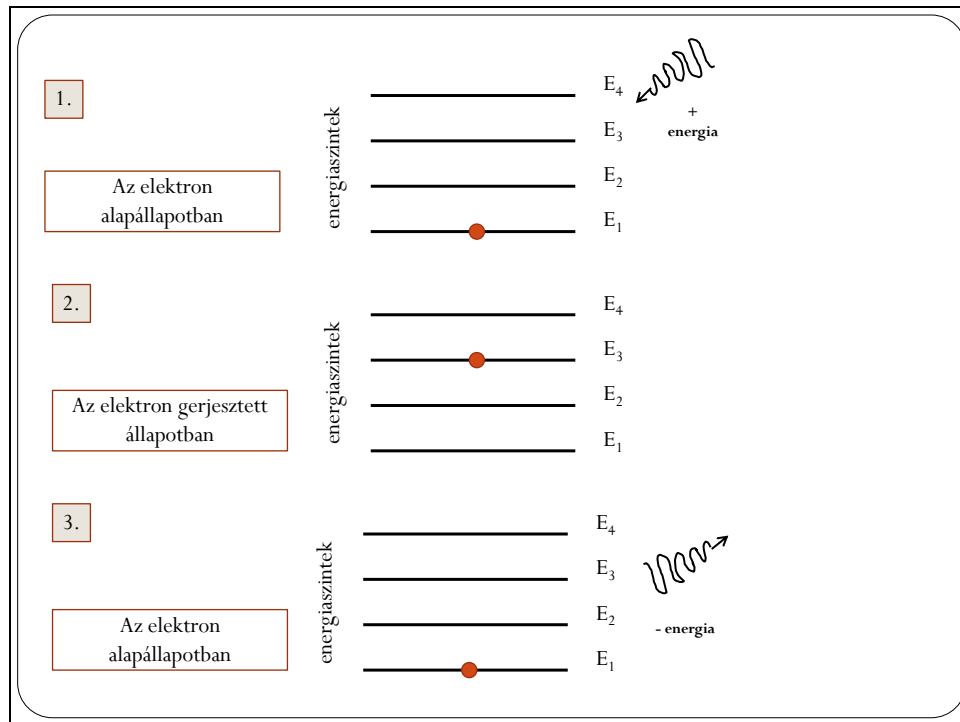 1.
Az elektron
alapállapotban
energiaszintek
E₄
E₃
E₂
E₁
+
energia
2.
Az elektron gerjesztett
állapotban
energiaszintek
E₄
E₃
E₂
E₁
3.
Az elektron
alapállapotban
energiaszintek
E₄
E₃
E₂
E₁
- energia